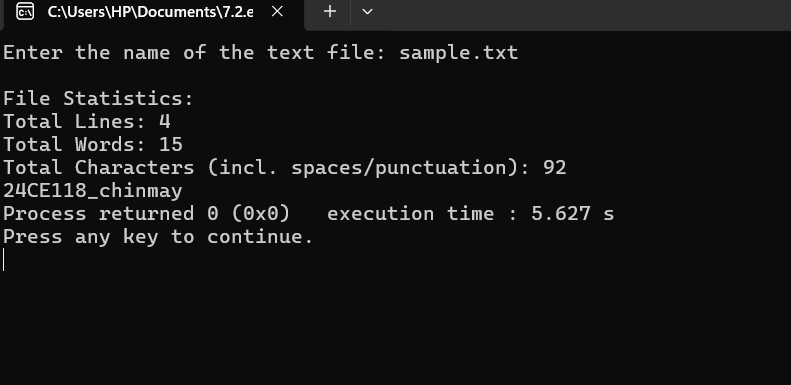 C:\Users\HP\Documents\7.2.e
Enter the name of the text file: sample.txt
File Statistics:
Total Lines: 4
Total Words: 15
Total Characters (incl. spaces/punctuation): 92
24CE118_chinmay
Process returned 0 (0x0)   execution time : 5.627 s
Press any key to continue.